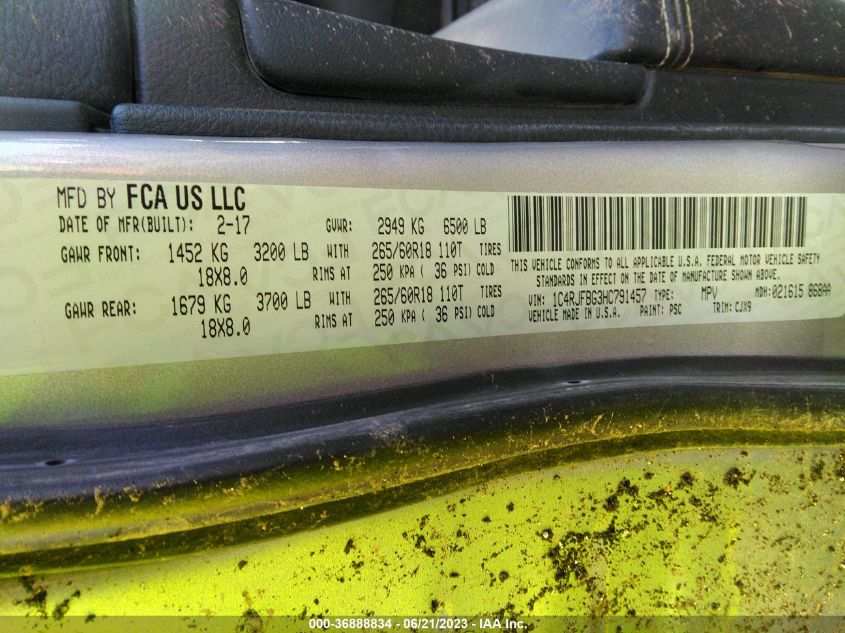 MFD BY FCA US LLC
DATE OF MFR(BUILT): 2-17 GVWR: 2949 KG 6500 LB
GAWR FRONT: 1452 KG 3200 LB WITH 265/60R18 110T TIRES
18X8.0 RIMS AT 250 KPA ( 36 PSI) COLD
GAWR REAR: 1679 KG 3700 LB WITH 265/60R18 110T TIRES
18X8.0 RIMS AT 250 KPA ( 36 PSI) COLD
THIS VEHICLE CONFORMS TO ALL APPLICABLE U.S.A. FEDERAL MOTOR VEHICLE SAFETY
STANDARDS IN EFFECT ON THE DATE OF MANUFACTURE SHOWN ABOVE.
VIN: 1C4RJFBG3HC791457 TYPE: MPV MDH: 021615 868AA
VEHICLE MADE IN U.S.A. PAINT: PSC TRIM: CJX9
000-36888834 / 06/21/2023 - IAA Inc.